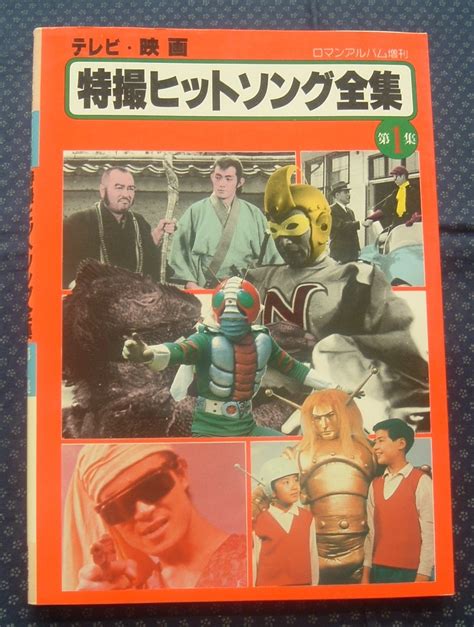 テレビ・映画
ロマンアルバム増刊
特撮ヒットソング全集
第1集
N